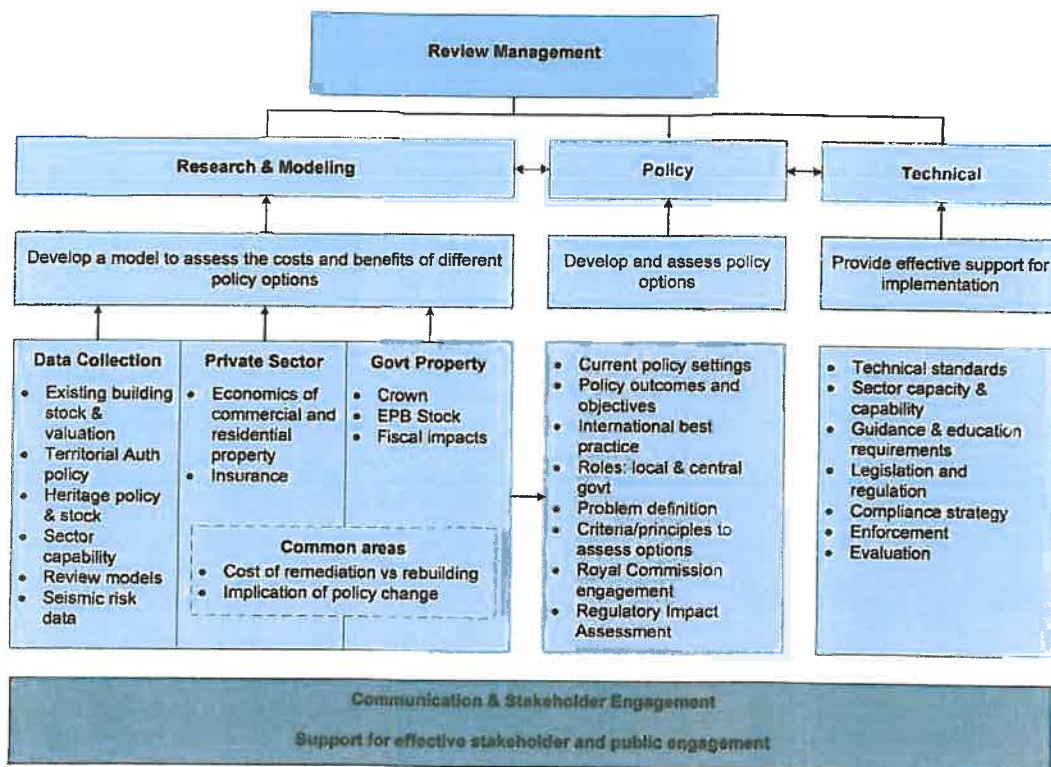 Review Management
Research & Modeling
Policy
Technical
Develop a model to assess the costs and benefits of different
policy options
Develop and assess policy
options
Provide effective support for
implementation
Data Collection
• Existing building
stock &
valuation
• Territorial Auth
policy
• Heritage policy
& stock
• Sector
capability
• Review models
• Seismic risk
data
Private Sector
• Economics of
commercial and
residential
property
• Insurance
Govt Property
• Crown
• EPB Stock
• Fiscal impacts
Common areas
• Cost of remediation vs rebuilding
• Implication of policy change
• Current policy settings
• Policy outcomes and
objectives
• International best
practice
• Roles: local & central
govt
• Problem definition
• Criteria/principles to
assess options
• Royal Commission
engagement
• Regulatory Impact
Assessment
• Technical standards
• Sector capacity &
capability
• Guidance & education
requirements
• Legislation and
regulation
• Compliance strategy
• Enforcement
• Evaluation
Communication & Stakeholder Engagement
Support for effective stakeholder and public engagement